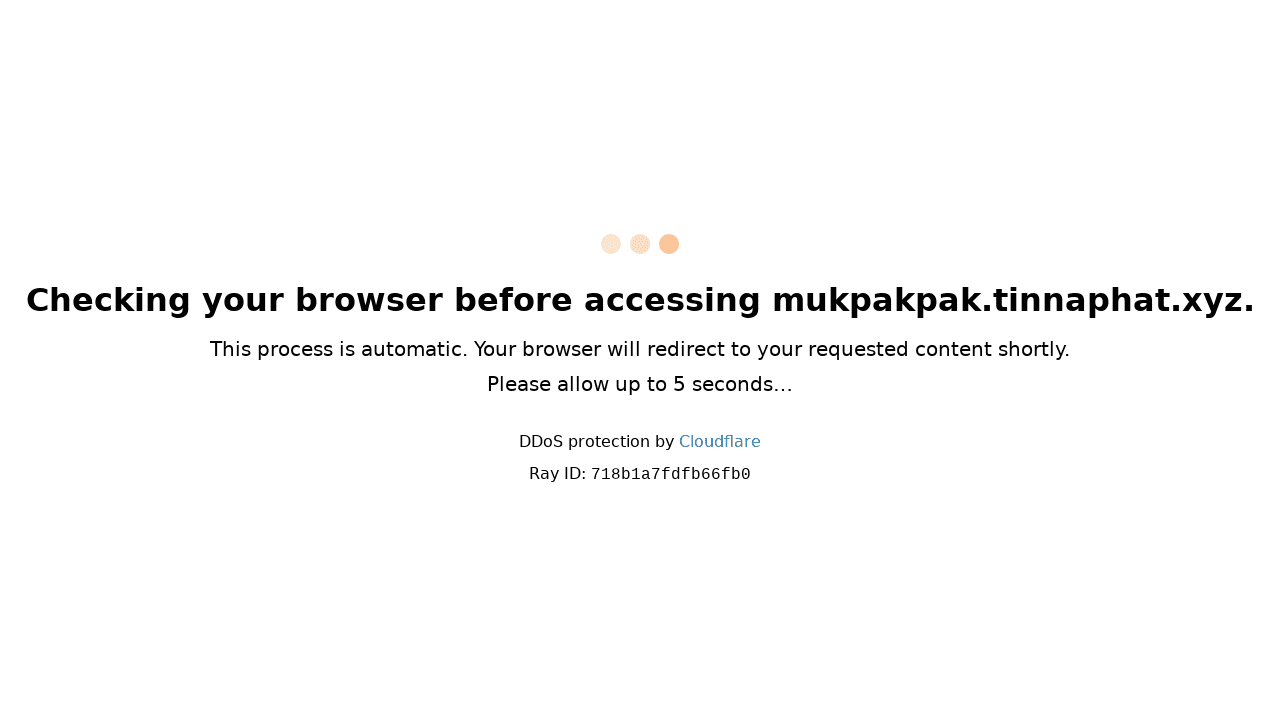 Checking your browser before accessing mukpakpak.tinnaphat.xyz.
This process is automatic. Your browser will redirect to your requested content shortly.
Please allow up to 5 seconds…
DDoS protection by Cloudflare
Ray ID: 718b1a7fdfb66fb0